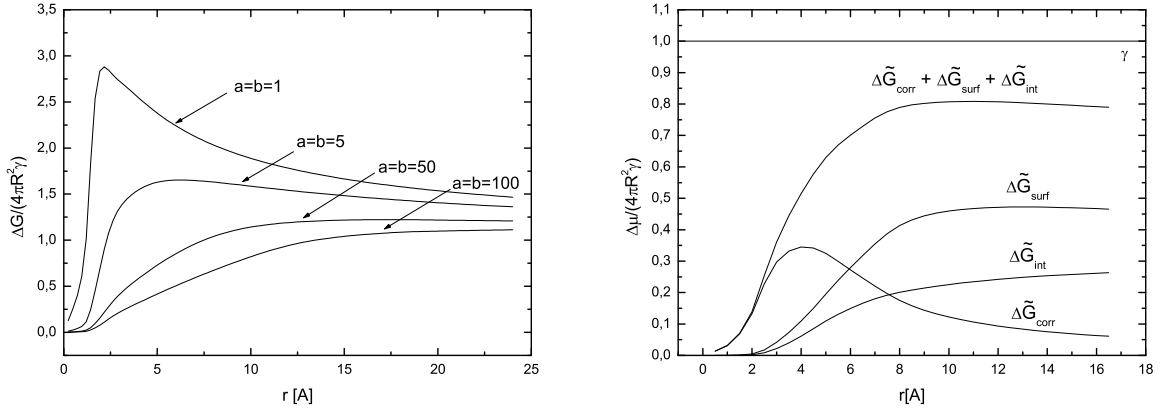 3,5
3,0
2,5
2,0
1,5
1,0
0,5
0,0
ΔG/(4πR²γ)
a=b=1
a=b=5
a=b=50
a=b=100
0 5 10 15 20 25
r [A]
1,1
1,0
0,9
0,8
0,7
0,6
0,5
0,4
0,3
0,2
0,1
0,0
Δμ/(4πR²γ)
γ
ΔG̃corr + ΔG̃surf + ΔG̃int
ΔG̃surf
ΔG̃int
ΔG̃corr
0 2 4 6 8 10 12 14 16 18
r[A]